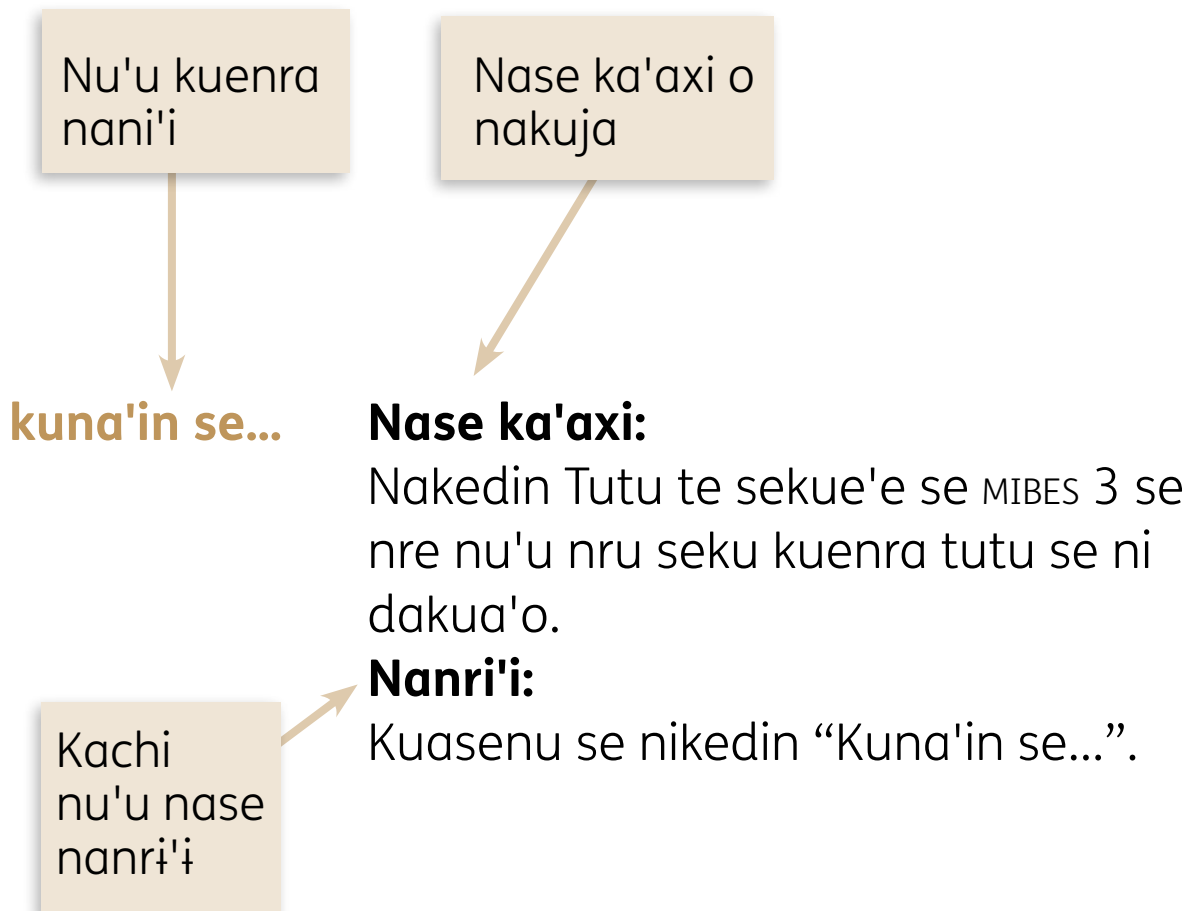 Nu'u kuenra
nani'i
Nase ka'axi o
nakuja
kuna'in se...
Nase ka'axi:
Nakedin Tutu te sekue'e se MIBES 3 se
nre nu'u nru seku kuenra tutu se ni
dakua'o.
Nanri'i:
Kuasenu se nikedin “Kuna'in se...”.
Kachi
nu'u nase
nanrɨ'ɨ